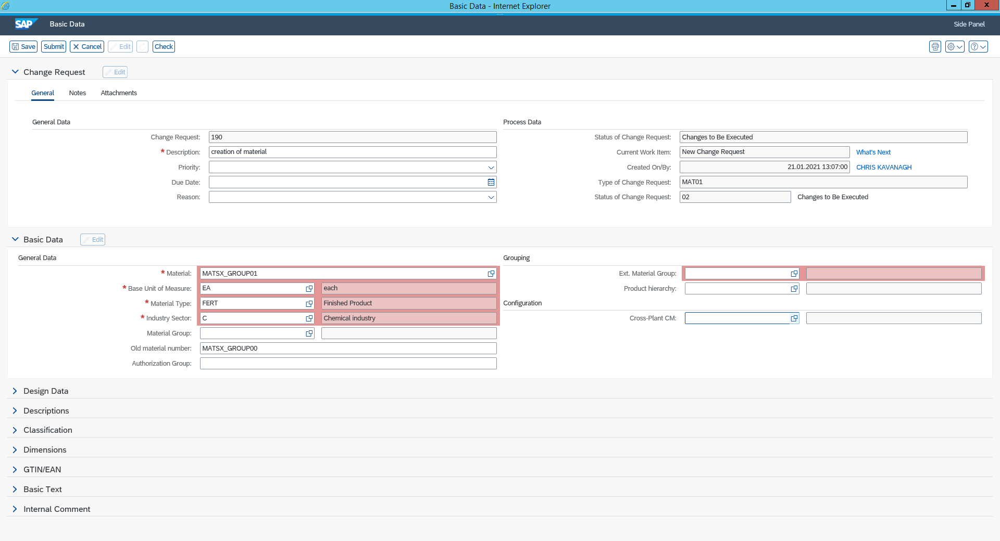 Basic Data - Internet Explorer
SAP Basic Data Side Panel
Save Submit Cancel Edit Check
Change Request Edit
General Notes Attachments
General Data Process Data
Change Request: 190 Status of Change Request: Changes to Be Executed
* Description: creation of material Current Work Item: New Change Request What's Next
Priority: Created On/By: 21.01.2021 13:07:00 CHRIS KAVANAGH
Due Date: Type of Change Request: MAT01
Reason: Status of Change Request: 02 Changes to Be Executed
Basic Data Edit
General Data Grouping
* Material: MATSX_GROUP01 Ext. Material Group:
* Base Unit of Measure: EA each Product hierarchy:
* Material Type: FERT Finished Product Configuration
* Industry Sector: C Chemical industry Cross-Plant CM:
Material Group:
Old material number: MATSX_GROUP00
Authorization Group:
Design Data
Descriptions
Classification
Dimensions
GTIN/EAN
Basic Text
Internal Comment